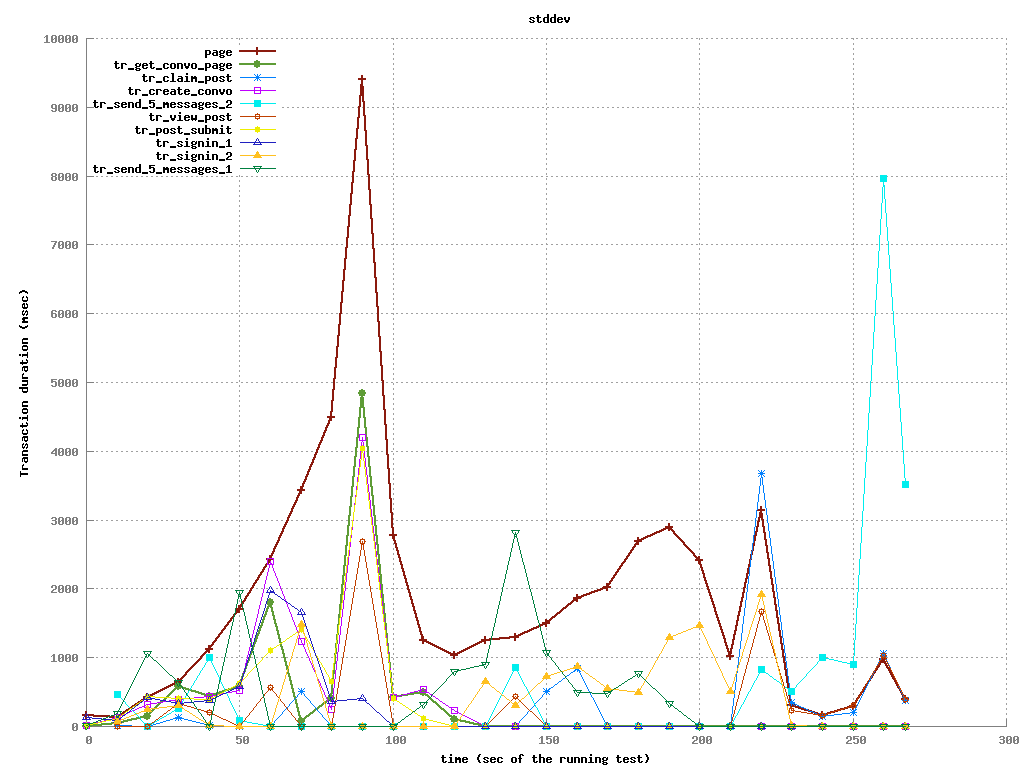 stddev
10000
9000
8000
7000
6000
5000
4000
3000
2000
1000
0
Transaction duration (msec)
page
tr_get_convo_page
tr_claim_post
tr_create_convo
tr_send_5_messages_2
tr_view_post
tr_post_submit
tr_signin_1
tr_signin_2
tr_send_5_messages_1
0 50 100 150 200 250 300
time (sec of the running test)